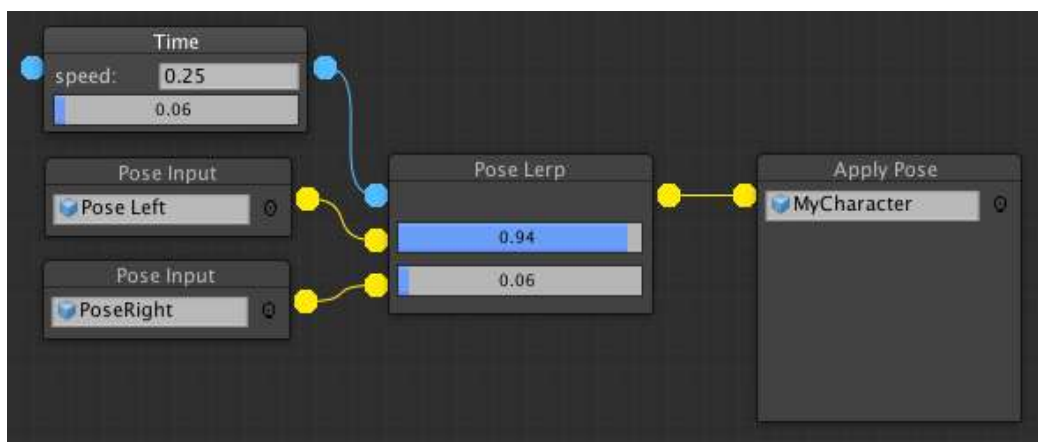 Time
speed: 0.25
0.06
Pose Input
Pose Left
Pose Input
PoseRight
Pose Lerp
0.94
0.06
Apply Pose
MyCharacter